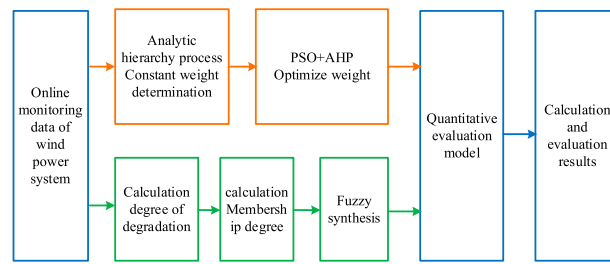 Online
monitoring
data of
wind
power
system
Analytic
hierarchy process
Constant weight
determination
PSO+AHP
Optimize weight
Calculation
degree of
degradation
calculation
Membersh
ip degree
Fuzzy
synthesis
Quantitative
evaluation
model
Calculation
and
evaluation
results